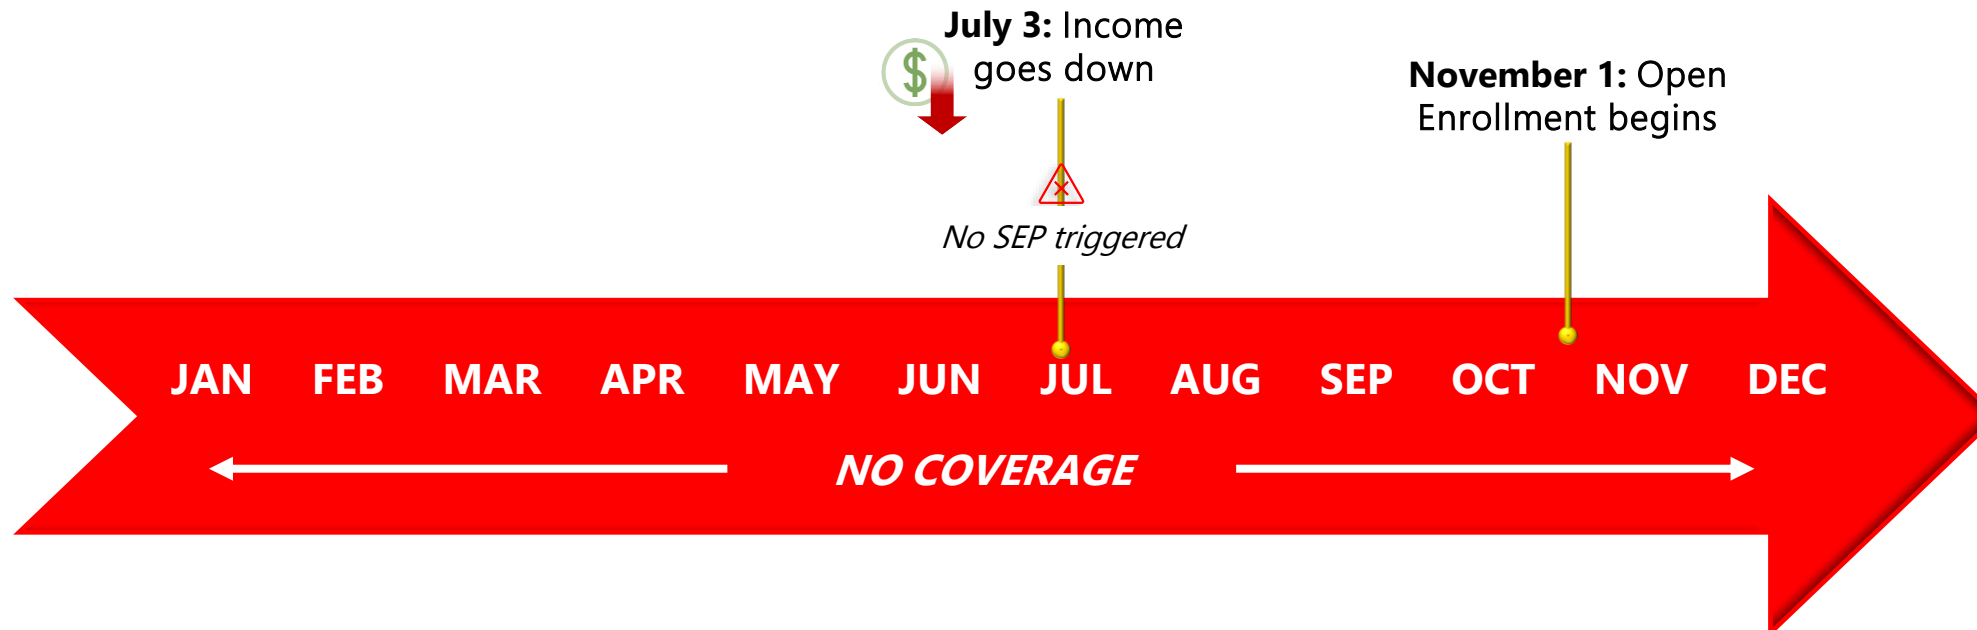 July 3: Income
goes down
$
November 1: Open
Enrollment begins
No SEP triggered
JAN FEB MAR APR MAY JUN JUL AUG SEP OCT NOV DEC
NO COVERAGE